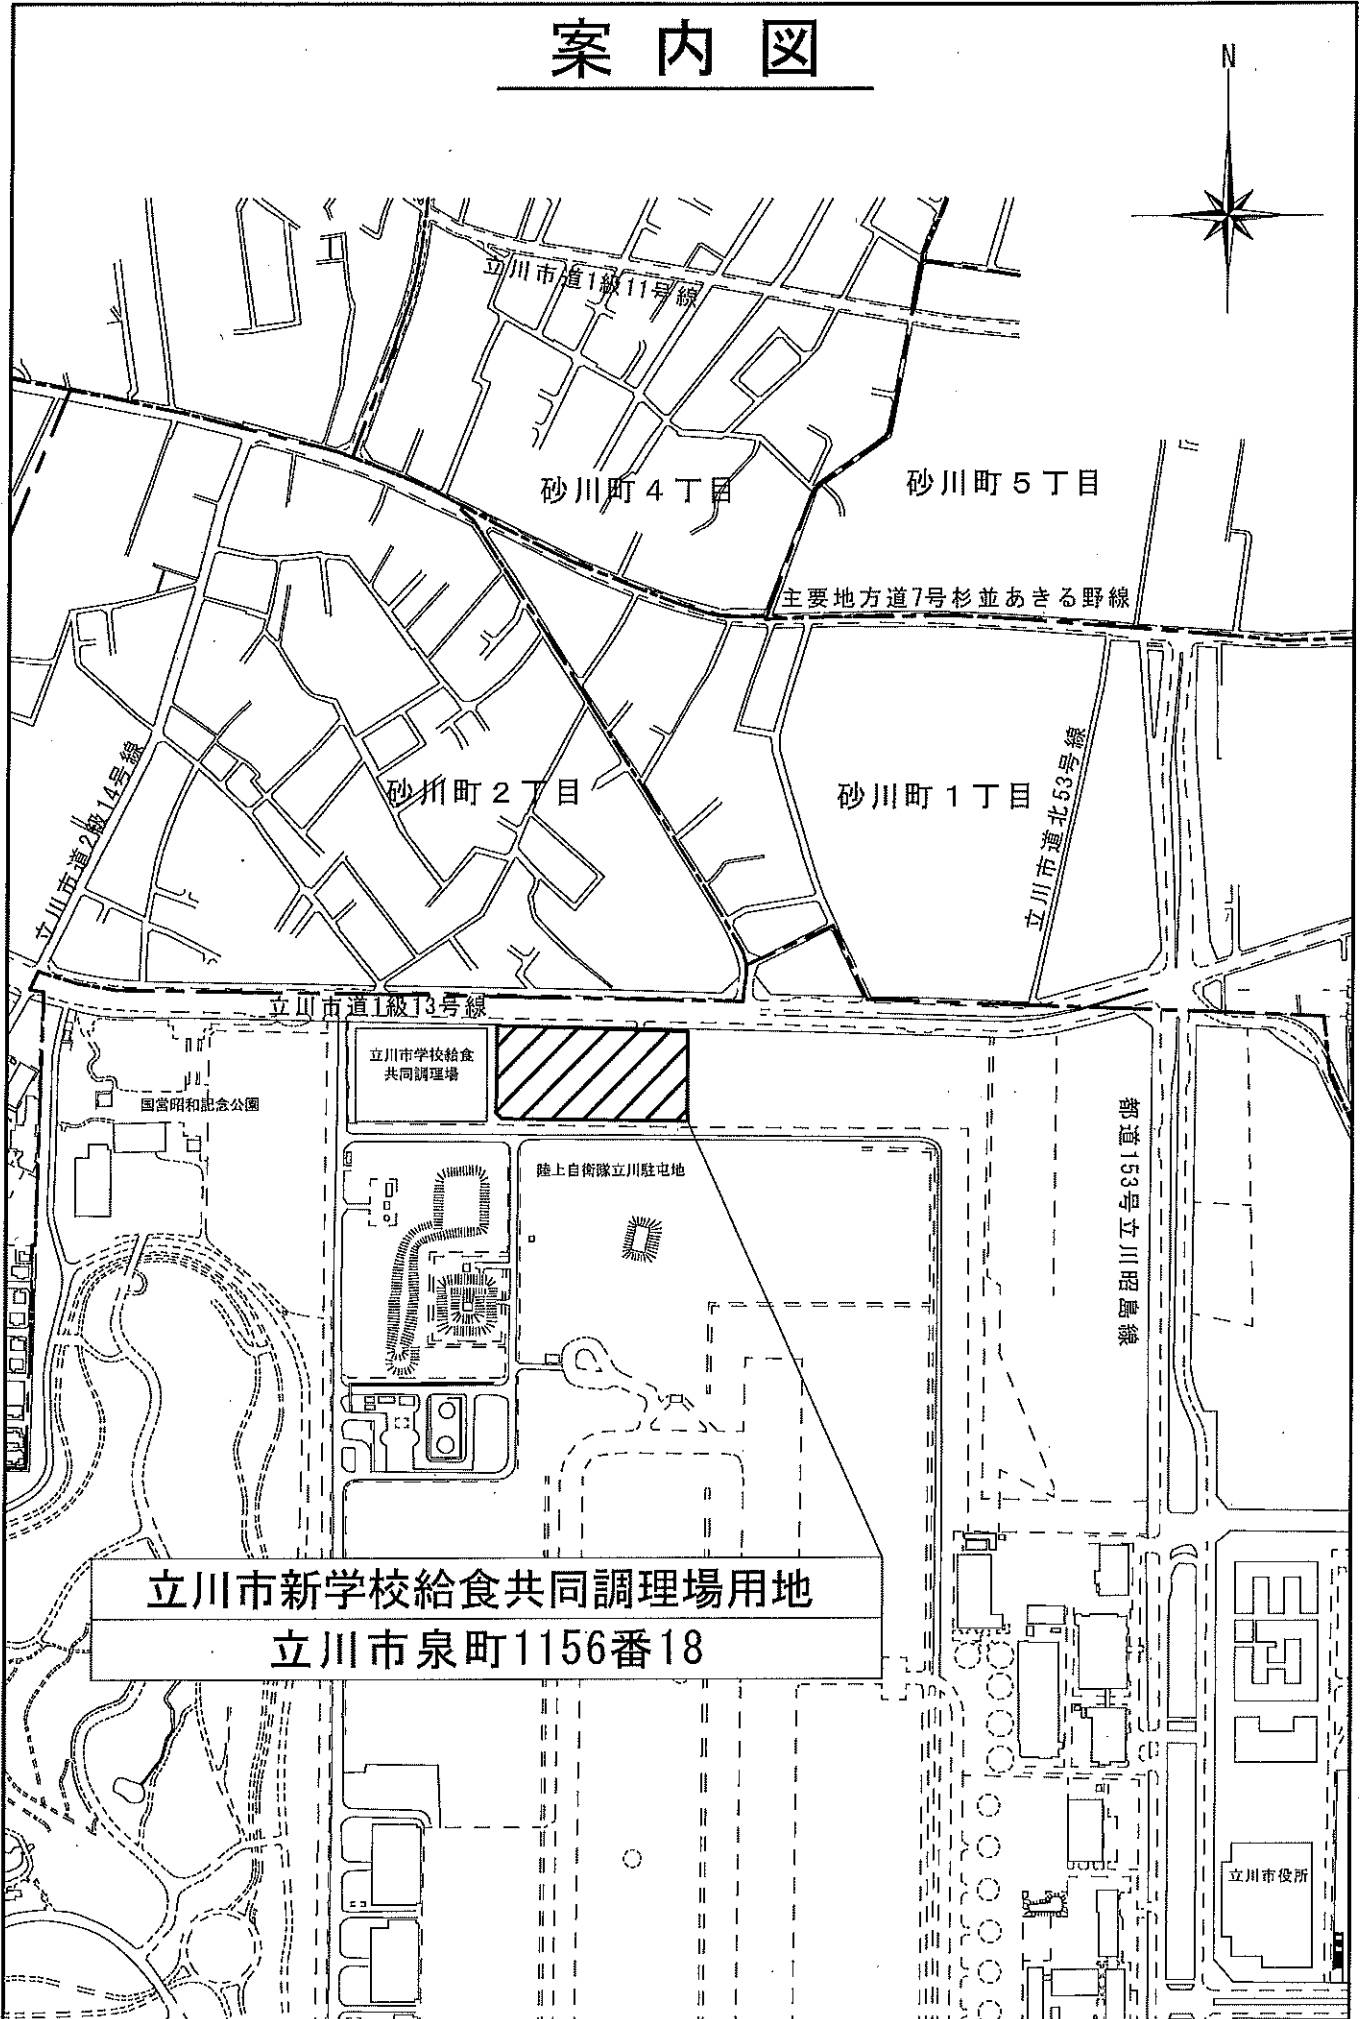 案内図
N
立川市道1級11号線
砂川町4丁目
砂川町5丁目
主要地方道7号杉並あきる野線
立川市道2級14号線
砂川町2丁目
砂川町1丁目
立川市道北53号線
立川市道1級13号線
立川市学校給食
共同調理場
国営昭和記念公園
陸上自衛隊立川駐屯地
都道153号立川昭島線
立川市新学校給食共同調理場用地
立川市泉町1156番18
立川市役所